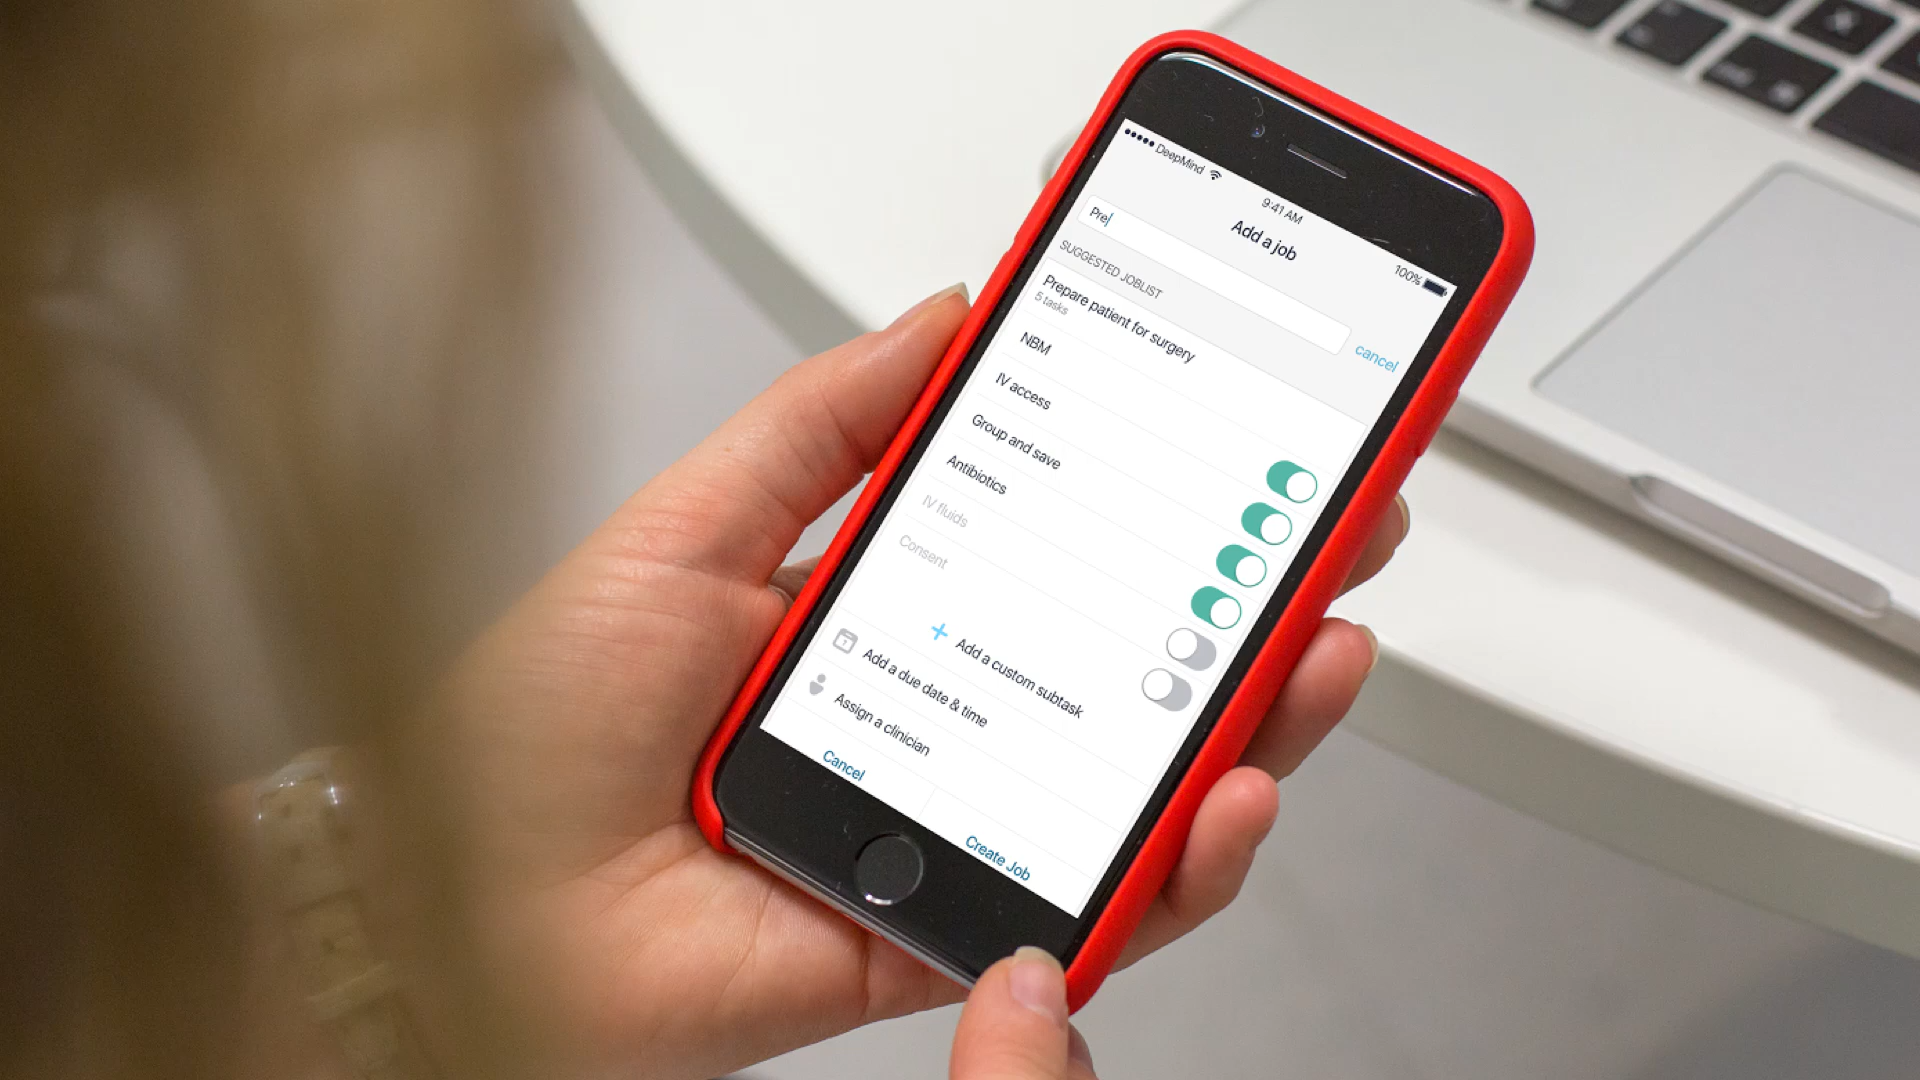 DeepMind
9:41 AM
100%
Add a job
Pre
cancel
SUGGESTED JOBLIST
Prepare patient for surgery
5 tasks
NBM
IV access
Group and save
Antibiotics
IV fluids
Consent
+ Add a custom subtask
Add a due date & time
Assign a clinician
Cancel
Create Job